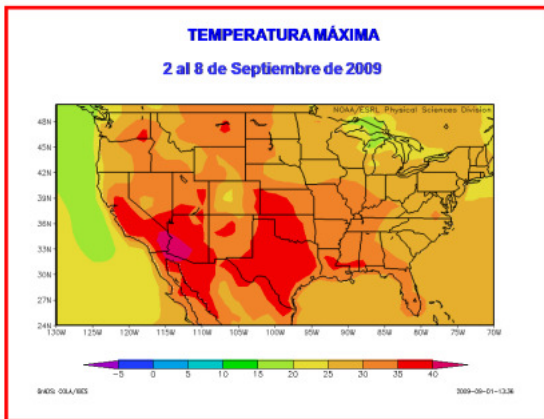 TEMPERATURA MÁXIMA
2 al 8 de Septiembre de 2009
NOAA/ESRL Physical Sciences Division
48N
45N
42N
39N
36N
33N
30N
27N
24N
130W 125W 120W 115W 110W 105W 100W 95W 90W 85W 80W 75W 70W
-5 0 5 10 15 20 25 30 35 40
GrADS: COLA/IGES 2009-09-01-13:36